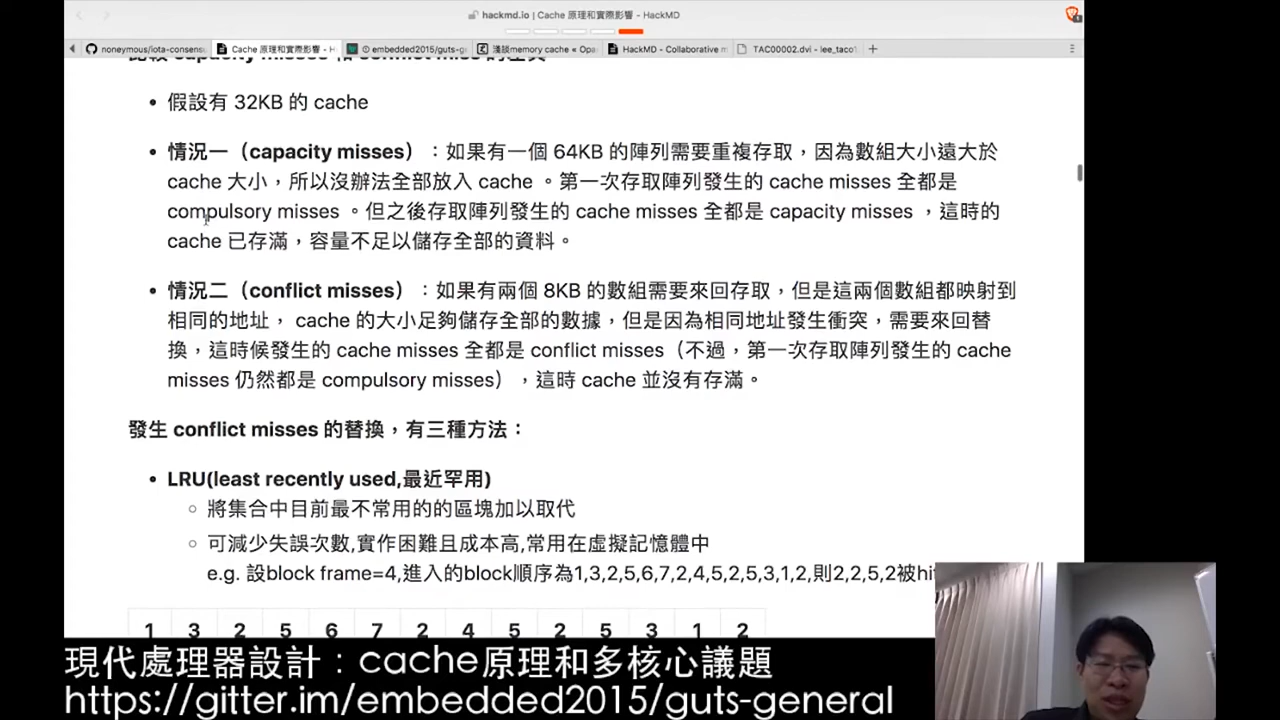 hackmd.io | Cache 原理和實際影響 - HackMD
noneymous/iota-consensu
Cache 原理和實際影響 - H
embedded2015/guts-g
淺談memory cache « Opa
HackMD - Collaborative m
TAC00002.dvi - lee_taco1
比較 capacity misses 和 conflict miss 的差異
假設有 32KB 的 cache
情況一（capacity misses）：如果有一個 64KB 的陣列需要重複存取，因為數組大小遠大於
cache 大小，所以沒辦法全部放入 cache 。第一次存取陣列發生的 cache misses 全都是
compulsory misses 。但之後存取陣列發生的 cache misses 全都是 capacity misses ，這時的
cache 已存滿，容量不足以儲存全部的資料。
情況二（conflict misses）：如果有兩個 8KB 的數組需要來回存取，但是這兩個數組都映射到
相同的地址， cache 的大小足夠儲存全部的數據，但是因為相同地址發生衝突，需要來回替
換，這時候發生的 cache misses 全都是 conflict misses（不過，第一次存取陣列發生的 cache
misses 仍然都是 compulsory misses），這時 cache 並沒有存滿。
發生 conflict misses 的替換，有三種方法：
LRU(least recently used,最近罕用)
將集合中目前最不常用的的區塊加以取代
可減少失誤次數,實作困難且成本高,常用在虛擬記憶體中
e.g. 設block frame=4,進入的block順序為1,3,2,5,6,7,2,4,5,2,5,3,1,2,則2,2,5,2被hi
1 3 2 5 6 7 2 4 5 2 5 3 1 2
現代處理器設計：cache原理和多核心議題
https://gitter.im/embedded2015/guts-general